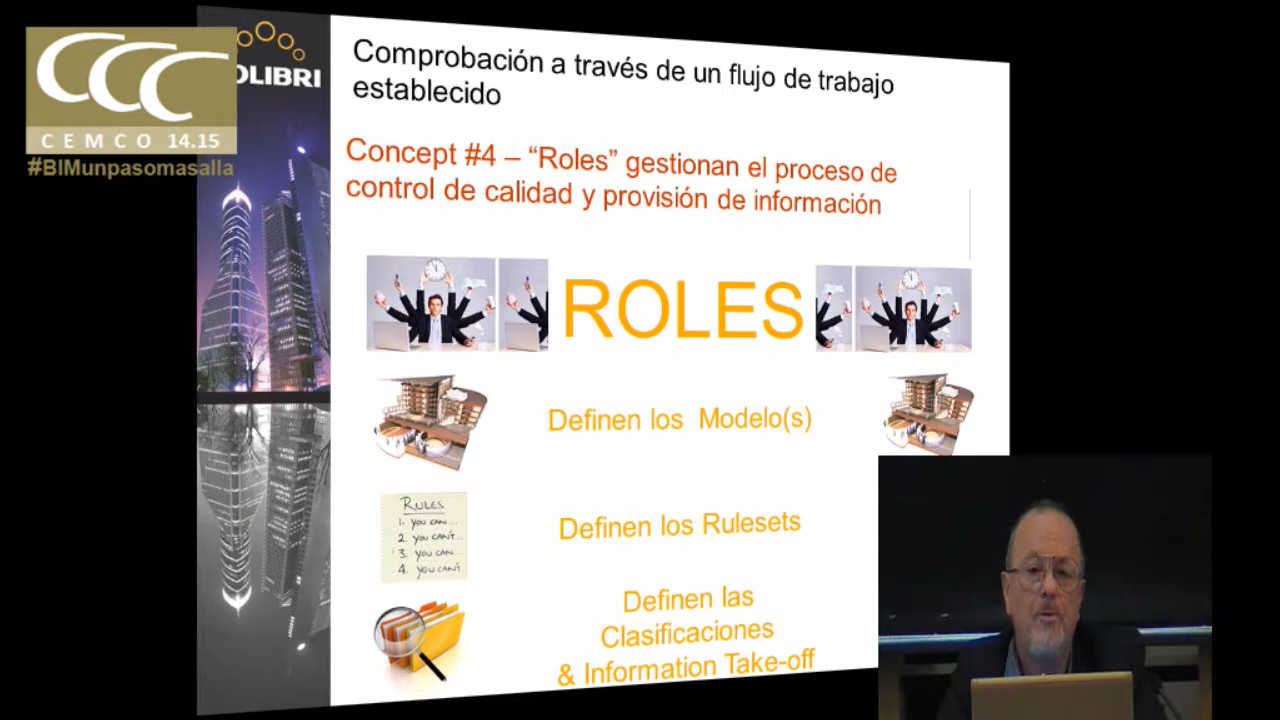 OLIBRI
CEMCO 14.15
#BIMunpasomasalla
Comprobación a través de un flujo de trabajo
establecido
Concept #4 – “Roles” gestionan el proceso de
control de calidad y provisión de información
ROLES
Definen los Modelo(s)
RULES
1. YOU CAN...
2. YOU CAN'T...
3. YOU CAN...
4. YOU CAN'T
Definen los Rulesets
Definen las
Clasificaciones
& Information Take-off